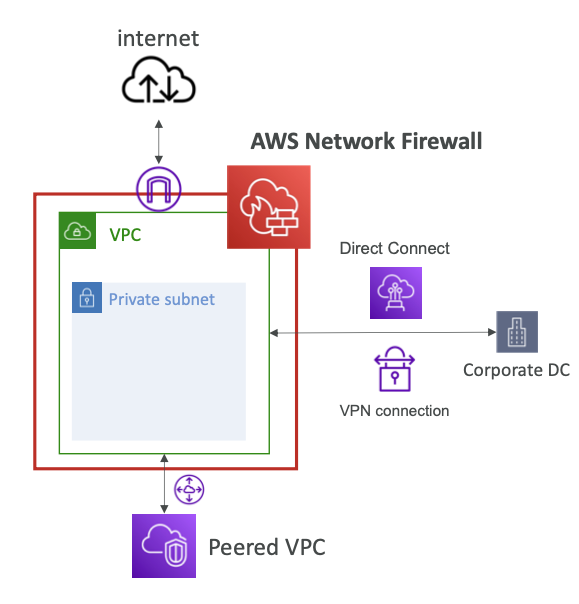 internet
AWS Network Firewall
VPC
Direct Connect
Private subnet
Corporate DC
VPN connection
Peered VPC